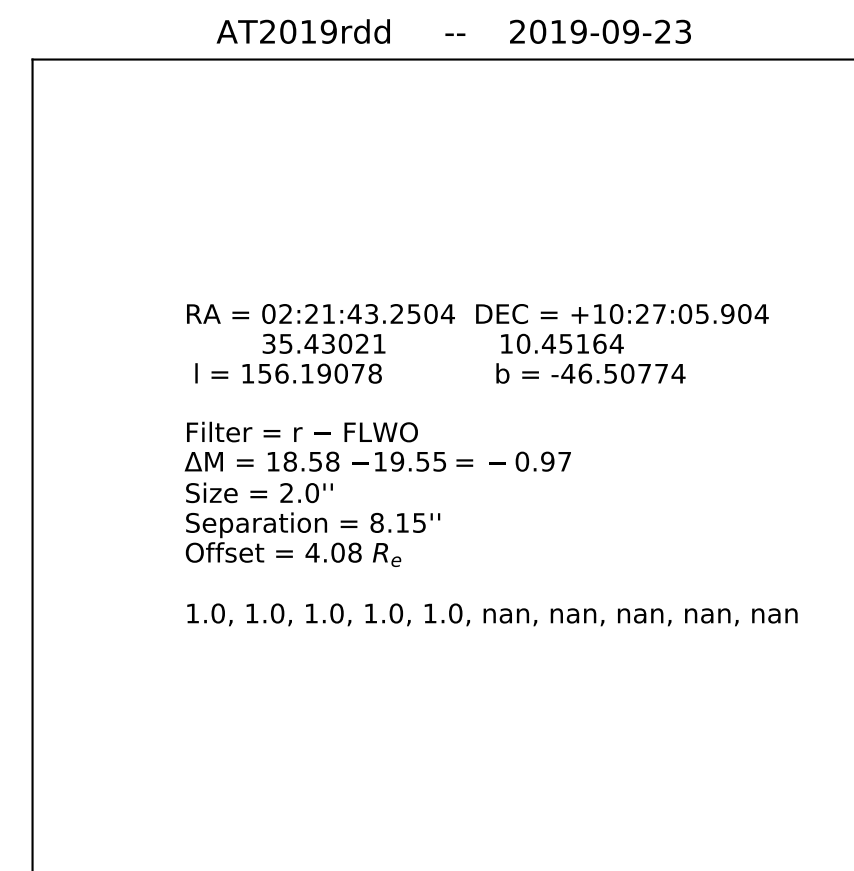 AT2019rdd -- 2019-09-23
RA = 02:21:43.2504 DEC = +10:27:05.904
35.43021 10.45164
l = 156.19078 b = -46.50774
Filter = r − FLWO
ΔM = 18.58 −19.55 = − 0.97
Size = 2.0''
Separation = 8.15''
Offset = 4.08 Rₑ
1.0, 1.0, 1.0, 1.0, 1.0, nan, nan, nan, nan, nan